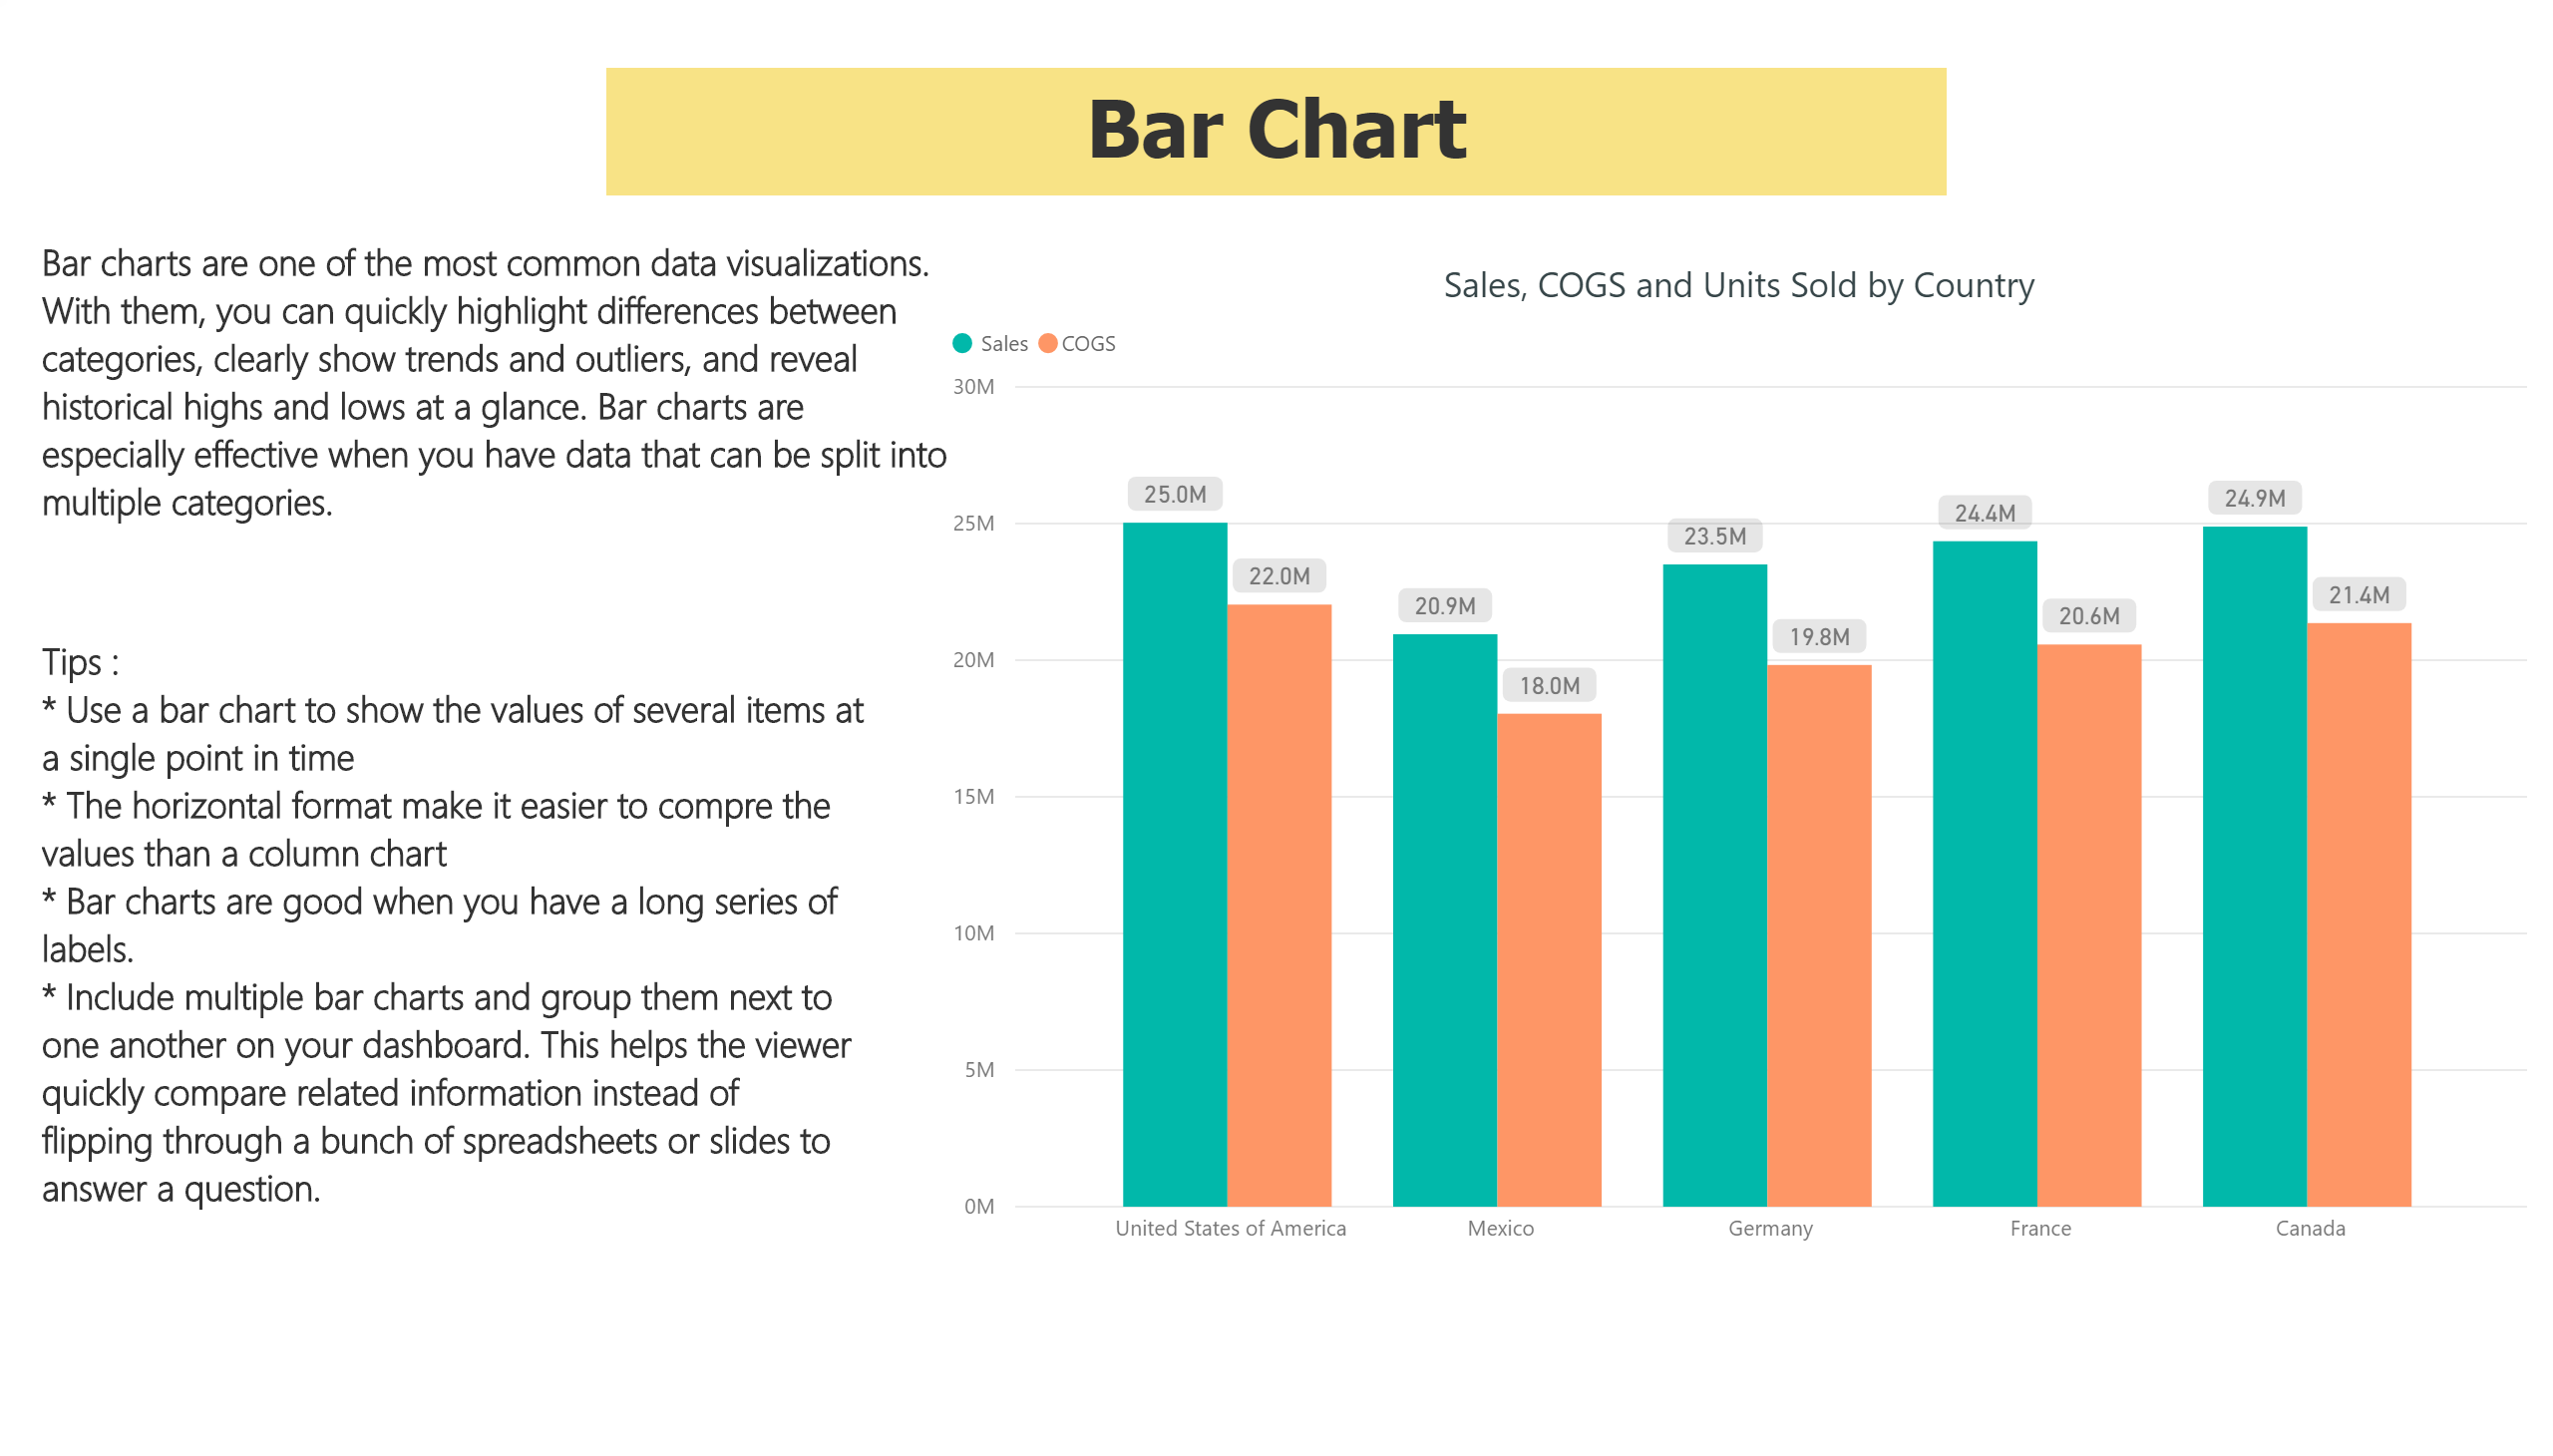 Bar Chart
Bar charts are one of the most common data visualizations.
With them, you can quickly highlight differences between
categories, clearly show trends and outliers, and reveal
historical highs and lows at a glance. Bar charts are
especially effective when you have data that can be split into
multiple categories.
Tips :
* Use a bar chart to show the values of several items at
a single point in time
* The horizontal format make it easier to compre the
values than a column chart
* Bar charts are good when you have a long series of
labels.
* Include multiple bar charts and group them next to
one another on your dashboard. This helps the viewer
quickly compare related information instead of
flipping through a bunch of spreadsheets or slides to
answer a question.
Sales, COGS and Units Sold by Country
Sales COGS
30M
25M
20M
15M
10M
5M
0M
25.0M
22.0M
20.9M
18.0M
23.5M
19.8M
24.4M
20.6M
24.9M
21.4M
United States of America
Mexico
Germany
France
Canada